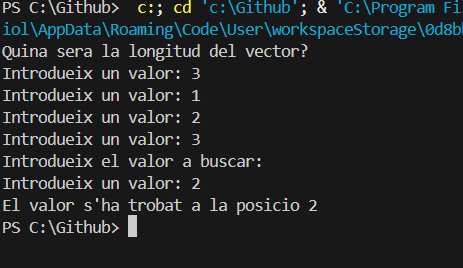 PS C:\Github>  c:; cd 'c:\Github'; & 'C:\Program Fi
iol\AppData\Roaming\Code\User\workspaceStorage\0d8b
Quina sera la longitud del vector?
Introdueix un valor: 3
Introdueix un valor: 1
Introdueix un valor: 2
Introdueix un valor: 3
Introdueix el valor a buscar:
Introdueix un valor: 2
El valor s'ha trobat a la posicio 2
PS C:\Github>